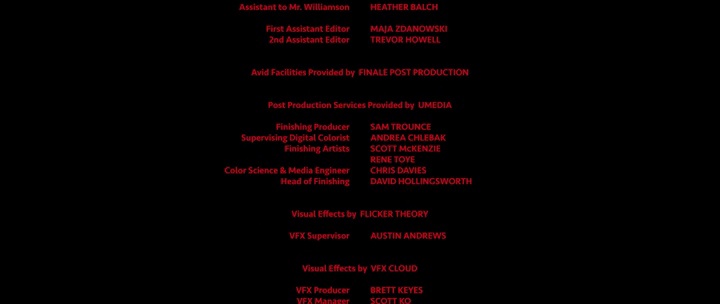 Assistant to Mr. Williamson HEATHER BALCH
First Assistant Editor MAJA ZDANOWSKI
2nd Assistant Editor TREVOR HOWELL
Avid Facilities Provided by FINALE POST PRODUCTION
Post Production Services Provided by UMEDIA
Finishing Producer SAM TROUNCE
Supervising Digital Colorist ANDREA CHLEBAK
Finishing Artists SCOTT McKENZIE
RENE TOYE
Color Science & Media Engineer CHRIS DAVIES
Head of Finishing DAVID HOLLINGSWORTH
Visual Effects by FLICKER THEORY
VFX Supervisor AUSTIN ANDREWS
Visual Effects by VFX CLOUD
VFX Producer BRETT KEYES
VFX Manager SCOTT KO